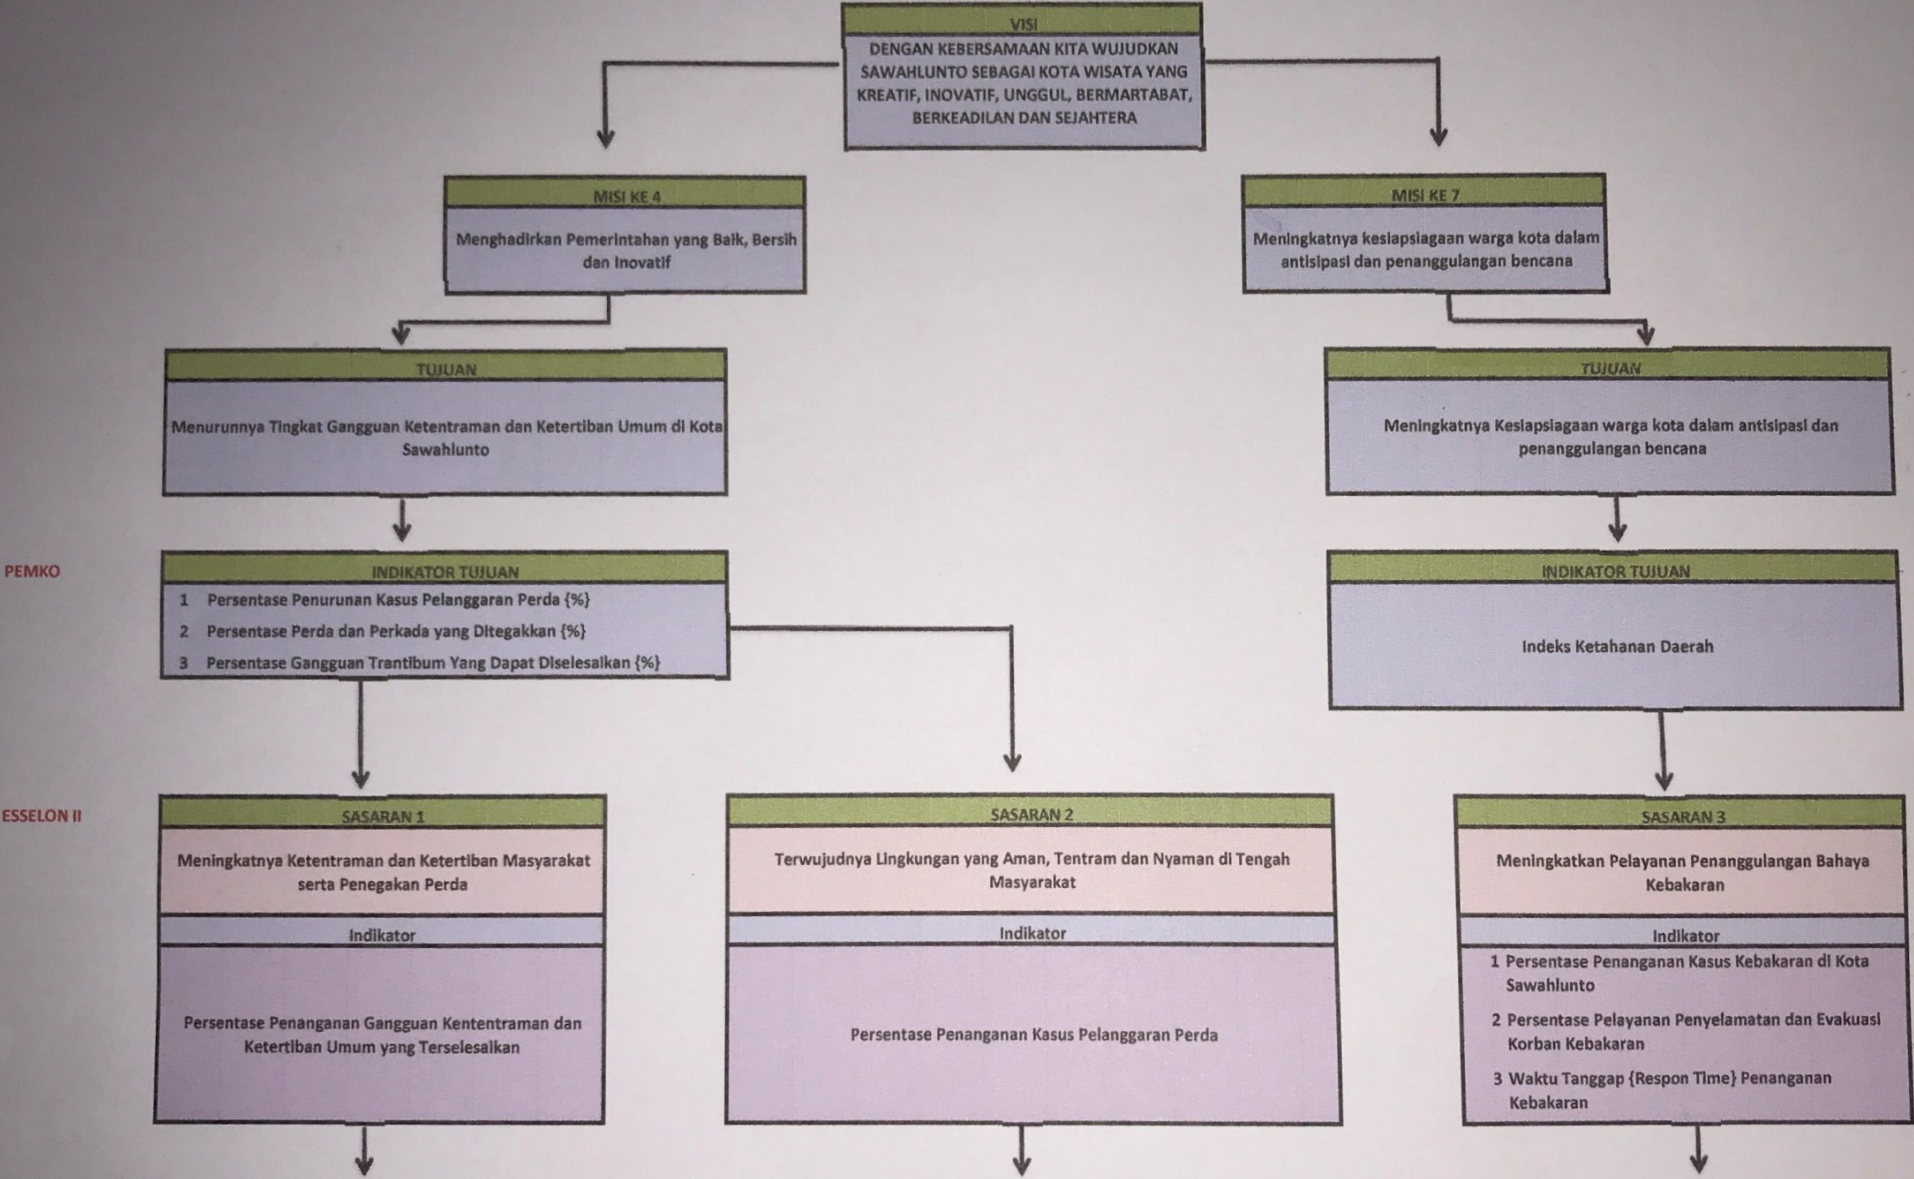 VISI
DENGAN KEBERSAMAAN KITA WUJUDKAN
SAWAHLUNTO SEBAGAI KOTA WISATA YANG
KREATIF, INOVATIF, UNGGUL, BERMARTABAT,
BERKEADILAN DAN SEJAHTERA
MISI KE 4
Menghadirkan Pemerintahan yang Baik, Bersih
dan Inovatif
MISI KE 7
Meningkatnya kesiapsiagaan warga kota dalam
antisipasi dan penanggulangan bencana
TUJUAN
Menurunnya Tingkat Gangguan Ketentraman dan Ketertiban Umum di Kota
Sawahlunto
TUJUAN
Meningkatnya Kesiapsiagaan warga kota dalam antisipasi dan
penanggulangan bencana
PEMKO
INDIKATOR TUJUAN
1 Persentase Penurunan Kasus Pelanggaran Perda {%}
2 Persentase Perda dan Perkada yang Ditegakkan {%}
3 Persentase Gangguan Trantibum Yang Dapat Diselesaikan {%}
INDIKATOR TUJUAN
Indeks Ketahanan Daerah
ESSELON II
SASARAN 1
Meningkatnya Ketentraman dan Ketertiban Masyarakat
serta Penegakan Perda
Indikator
Persentase Penanganan Gangguan Kententraman dan
Ketertiban Umum yang Terselesaikan
SASARAN 2
Terwujudnya Lingkungan yang Aman, Tentram dan Nyaman di Tengah
Masyarakat
Indikator
Persentase Penanganan Kasus Pelanggaran Perda
SASARAN 3
Meningkatkan Pelayanan Penanggulangan Bahaya
Kebakaran
Indikator
1 Persentase Penanganan Kasus Kebakaran di Kota
Sawahlunto
2 Persentase Pelayanan Penyelamatan dan Evakuasi
Korban Kebakaran
3 Waktu Tanggap {Respon Time} Penanganan
Kebakaran